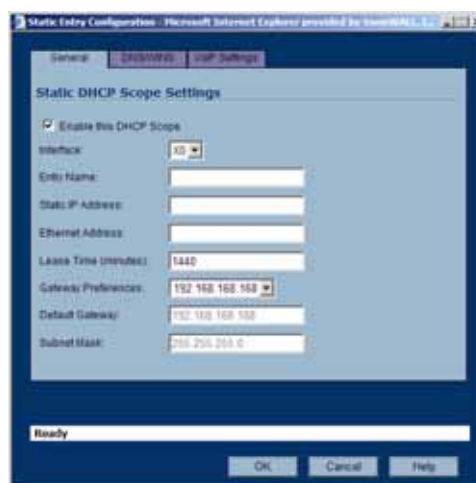 Static Entry Configuration - Microsoft Internet Explorer provided by SonicWALL, I...
General DNS/WINS VoIP Settings
Static DHCP Scope Settings
Enable this DHCP Scope
Interface: X0
Entry Name:
Static IP Address:
Ethernet Address:
Lease Time (minutes): 1440
Gateway Preferences: 192.168.168.168
Default Gateway: 192.168.168.168
Subnet Mask: 255.255.255.0
Ready
OK Cancel Help